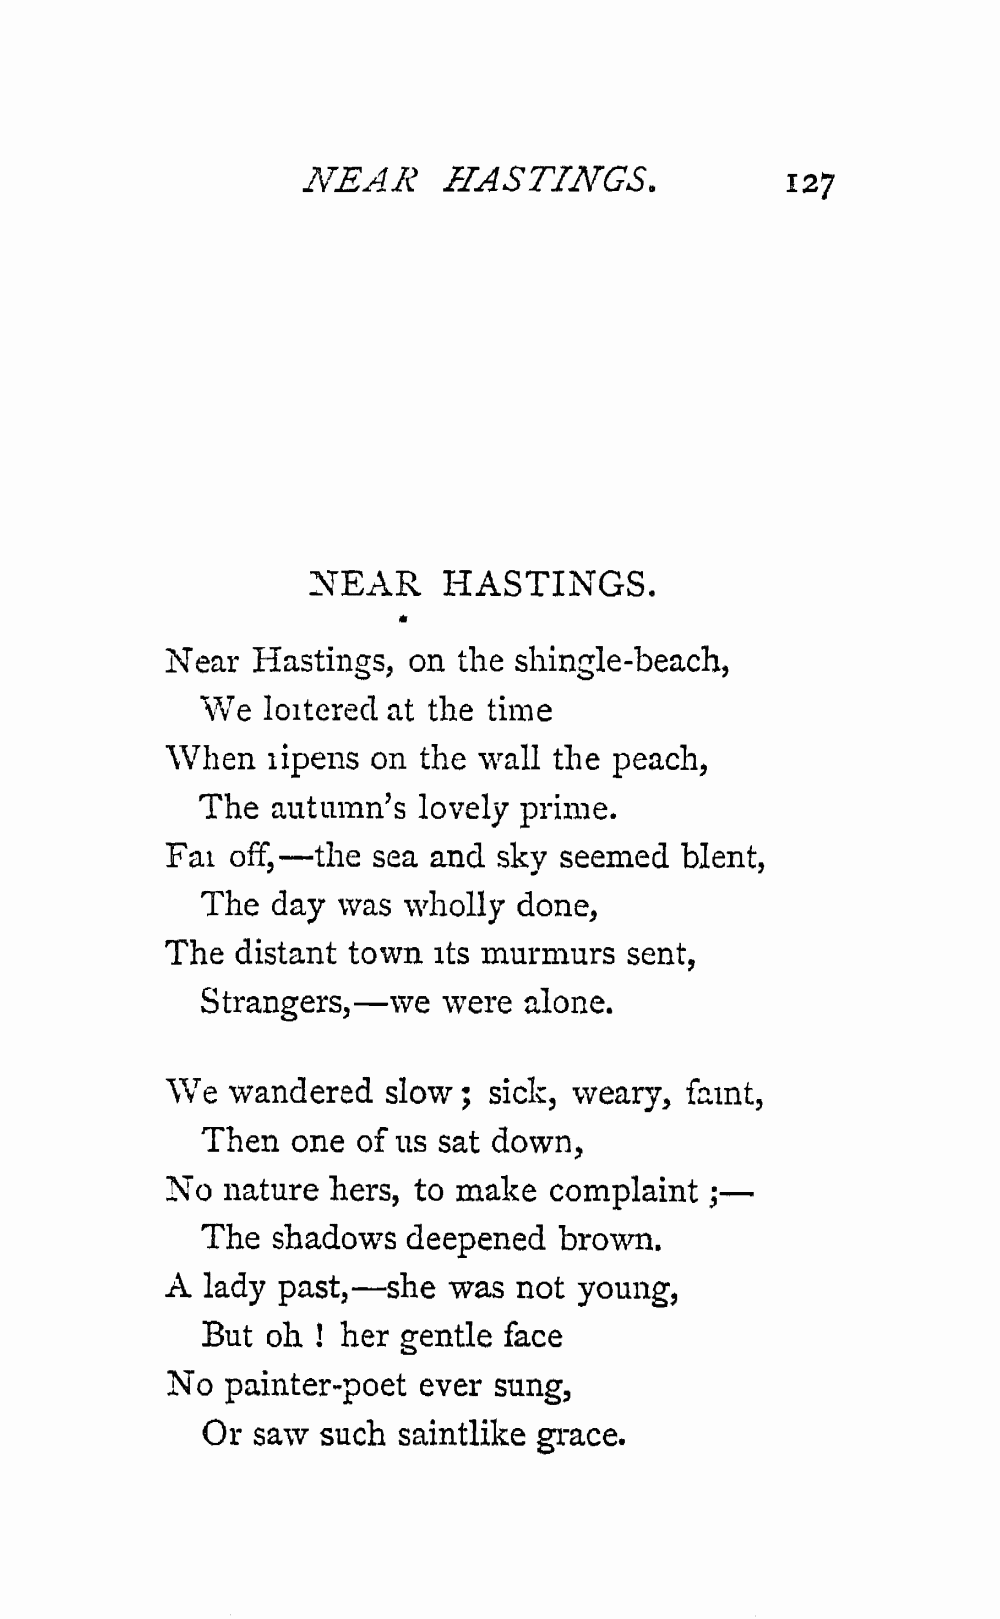 NEAR HASTINGS. 127
NEAR HASTINGS.
Near Hastings, on the shingle-beach,
We loitered at the time
When ripens on the wall the peach,
The autumn's lovely prime.
Far off,—the sea and sky seemed blent,
The day was wholly done,
The distant town its murmurs sent,
Strangers,—we were alone.
We wandered slow; sick, weary, faint,
Then one of us sat down,
No nature hers, to make complaint;—
The shadows deepened brown.
A lady past,—she was not young,
But oh! her gentle face
No painter-poet ever sung,
Or saw such saintlike grace.